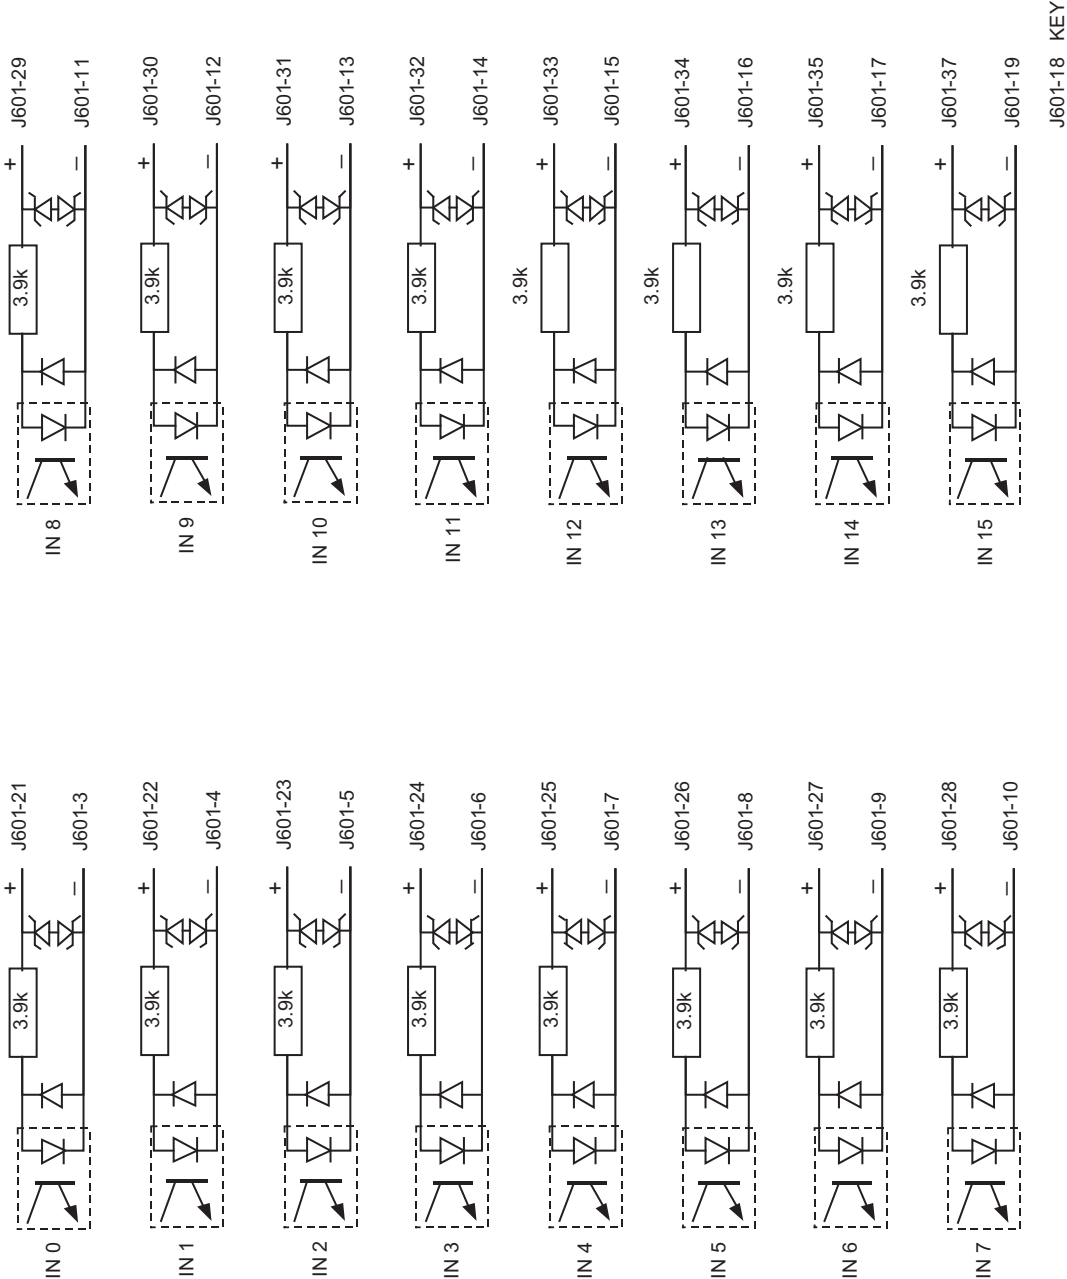 IN 0
3.9k
+
J601-21
–
J601-3
IN 1
3.9k
+
J601-22
–
J601-4
IN 2
3.9k
+
J601-23
–
J601-5
IN 3
3.9k
+
J601-24
–
J601-6
IN 4
3.9k
+
J601-25
–
J601-7
IN 5
3.9k
+
J601-26
–
J601-8
IN 6
3.9k
+
J601-27
–
J601-9
IN 7
3.9k
+
J601-28
–
J601-10
IN 8
3.9k
+
J601-29
–
J601-11
IN 9
3.9k
+
J601-30
–
J601-12
IN 10
3.9k
+
J601-31
–
J601-13
IN 11
3.9k
+
J601-32
–
J601-14
IN 12
3.9k
+
J601-33
–
J601-15
IN 13
3.9k
+
J601-34
–
J601-16
IN 14
3.9k
+
J601-35
–
J601-17
IN 15
3.9k
+
J601-37
–
J601-19
J601-18 KEY